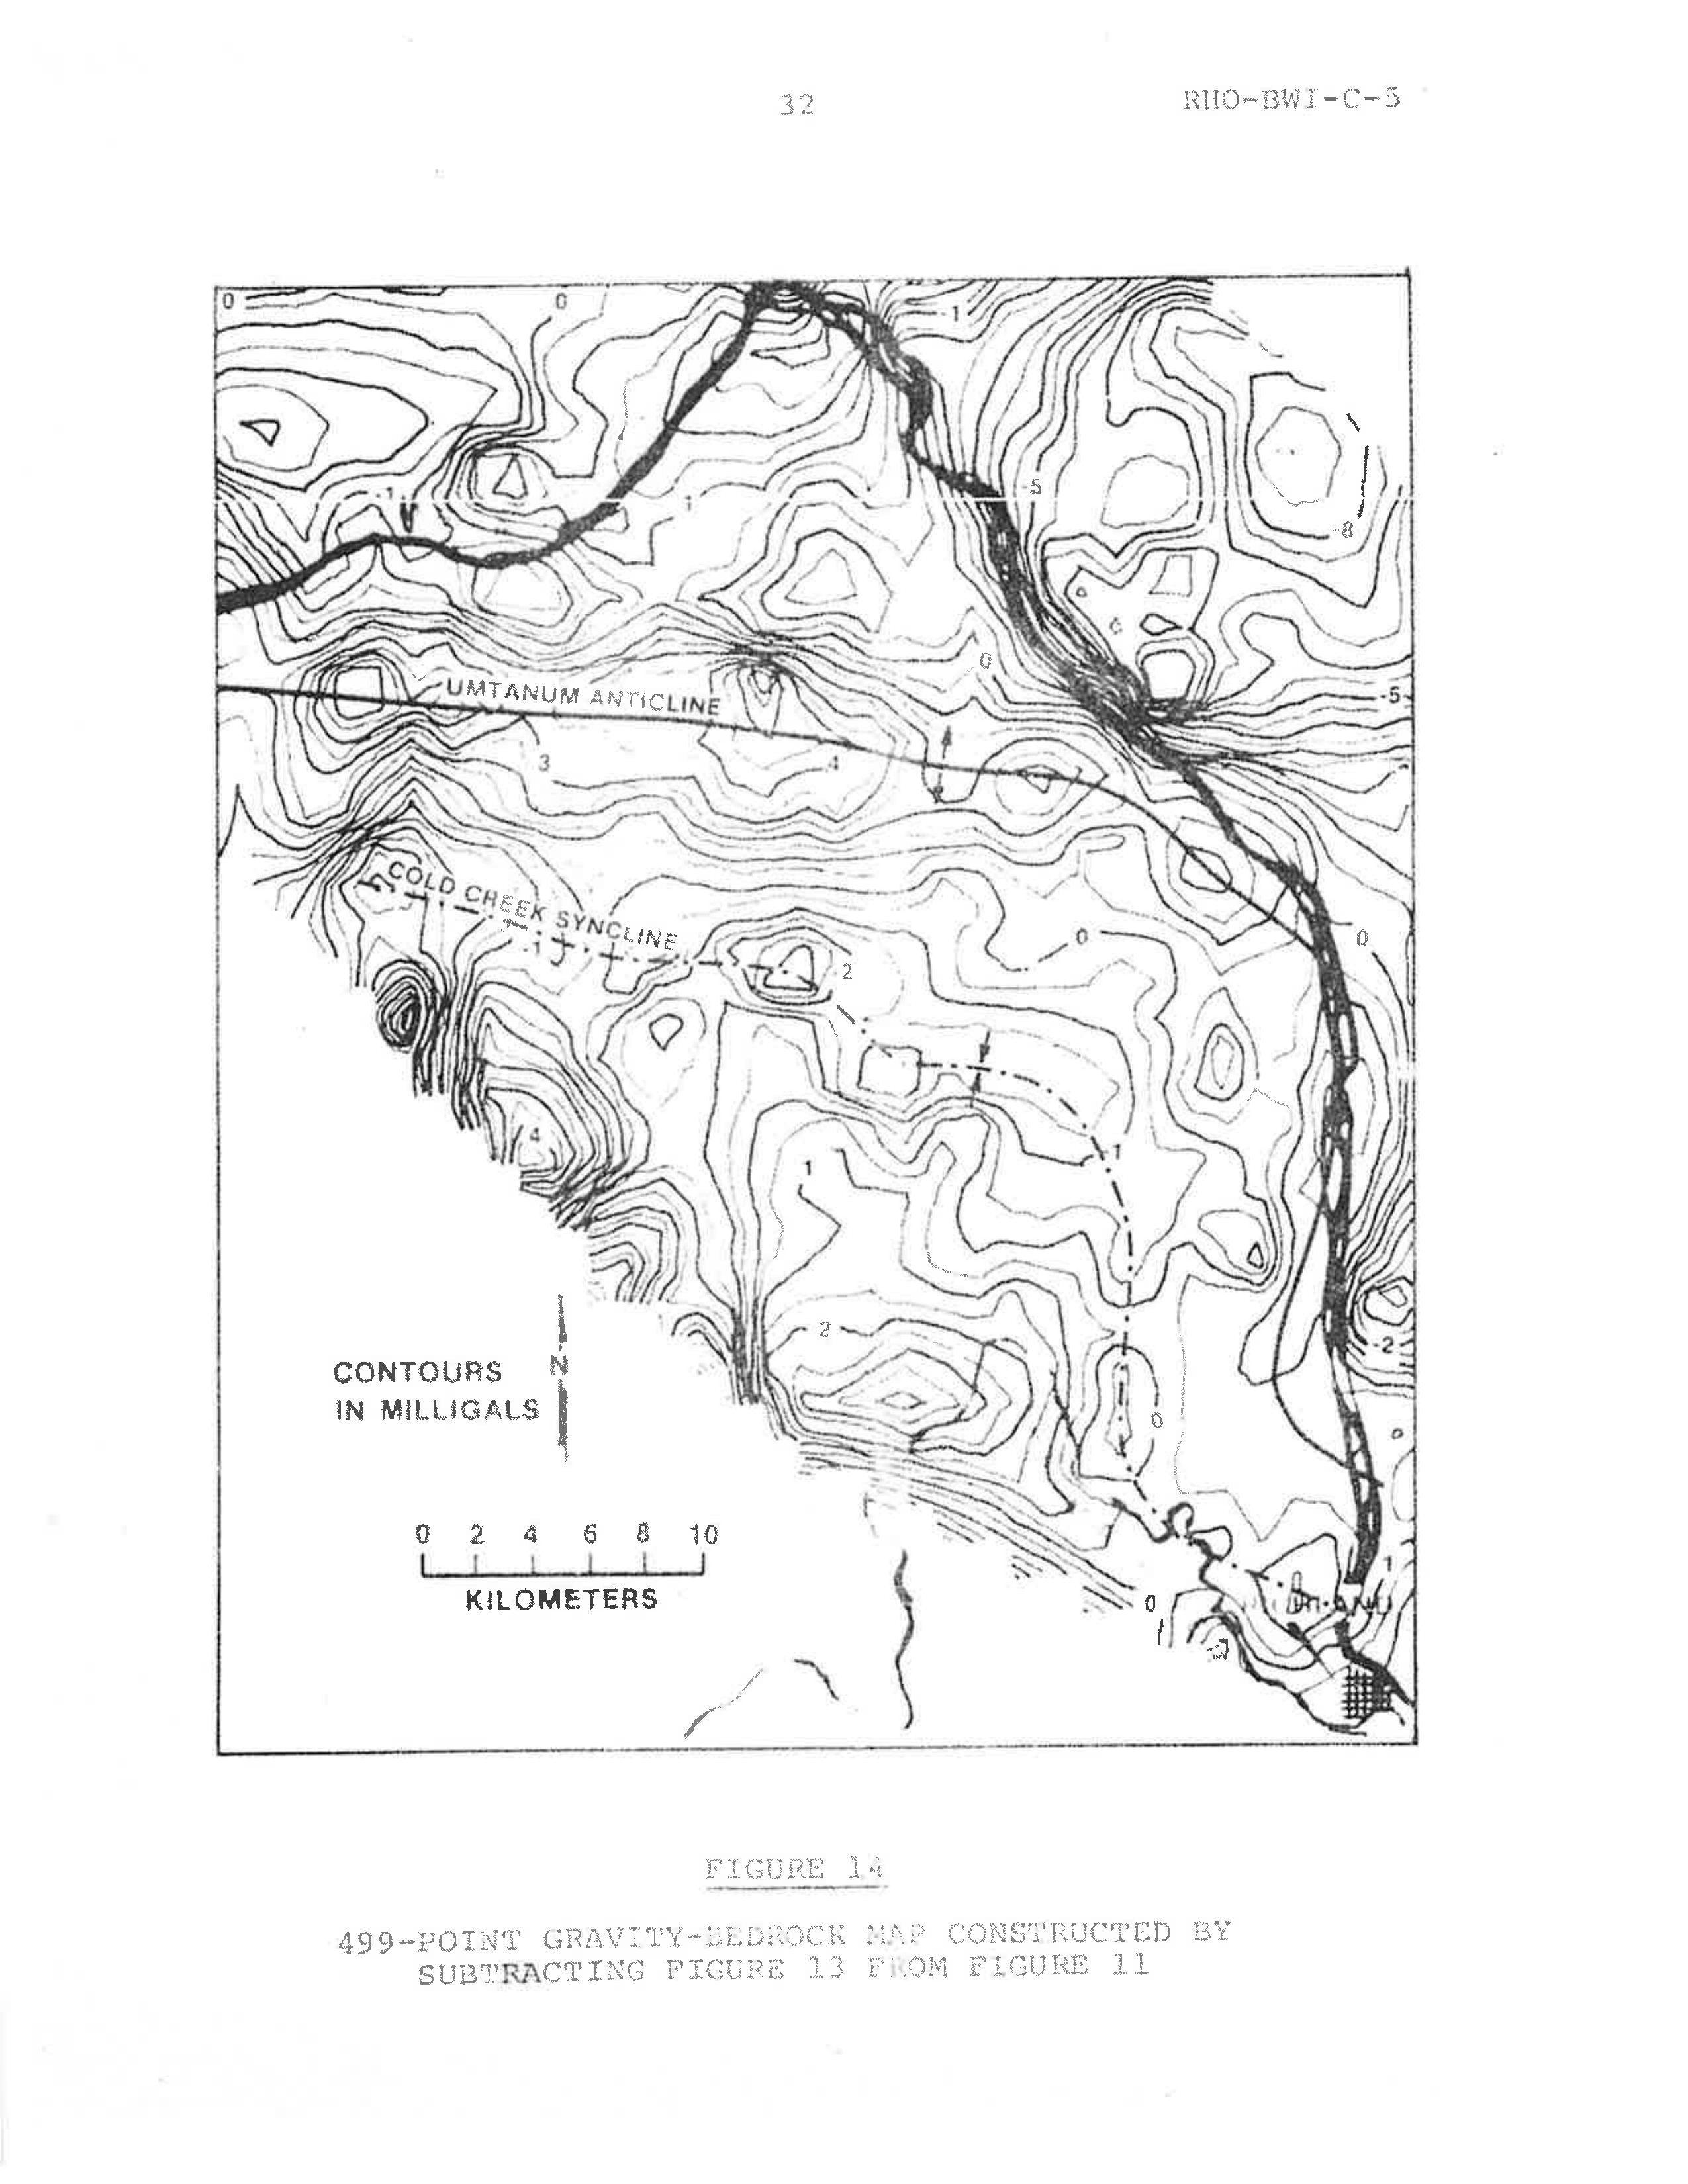 32
RHO-BWI-C-5
0
0
-1
-1
1
-5
-8
0
-5
UMTANUM ANTICLINE
3
4
COLD CREEK SYNCLINE
-1
-2
0
0
4
1
-1
2
-2
0
CONTOURS
IN MILLIGALS
N
0 2 4 6 8 10
KILOMETERS
0
1
FIGURE 14
499-POINT GRAVITY-BEDROCK MAP CONSTRUCTED BY
SUBTRACTING FIGURE 13 FROM FIGURE 11